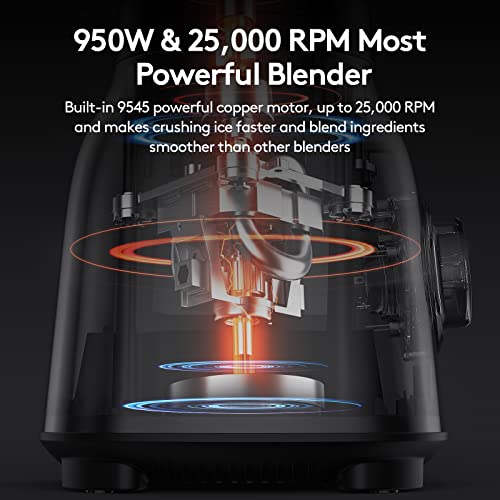 950W & 25,000 RPM Most
Powerful Blender
Built-in 9545 powerful copper motor, up to 25,000 RPM
and makes crushing ice faster and blend ingredients
smoother than other blenders